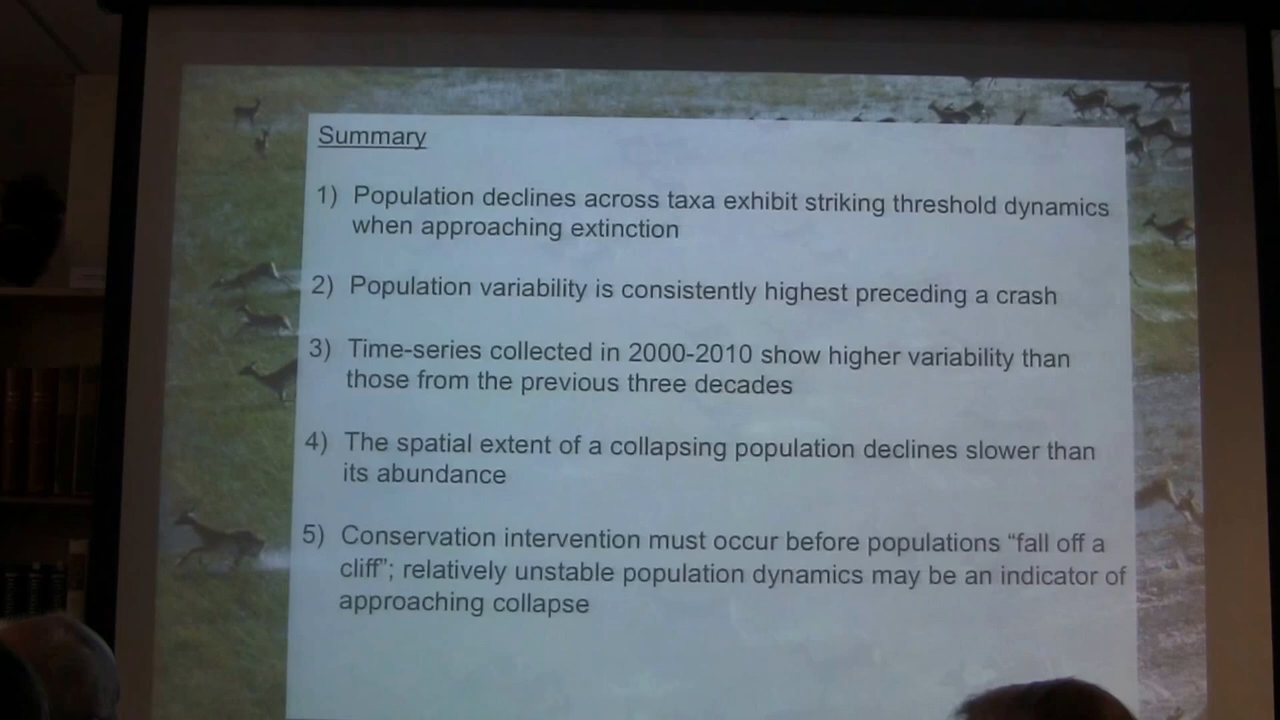 Summary
1) Population declines across taxa exhibit striking threshold dynamics
when approaching extinction
2) Population variability is consistently highest preceding a crash
3) Time-series collected in 2000-2010 show higher variability than
those from the previous three decades
4) The spatial extent of a collapsing population declines slower than
its abundance
5) Conservation intervention must occur before populations “fall off a
cliff”; relatively unstable population dynamics may be an indicator of
approaching collapse